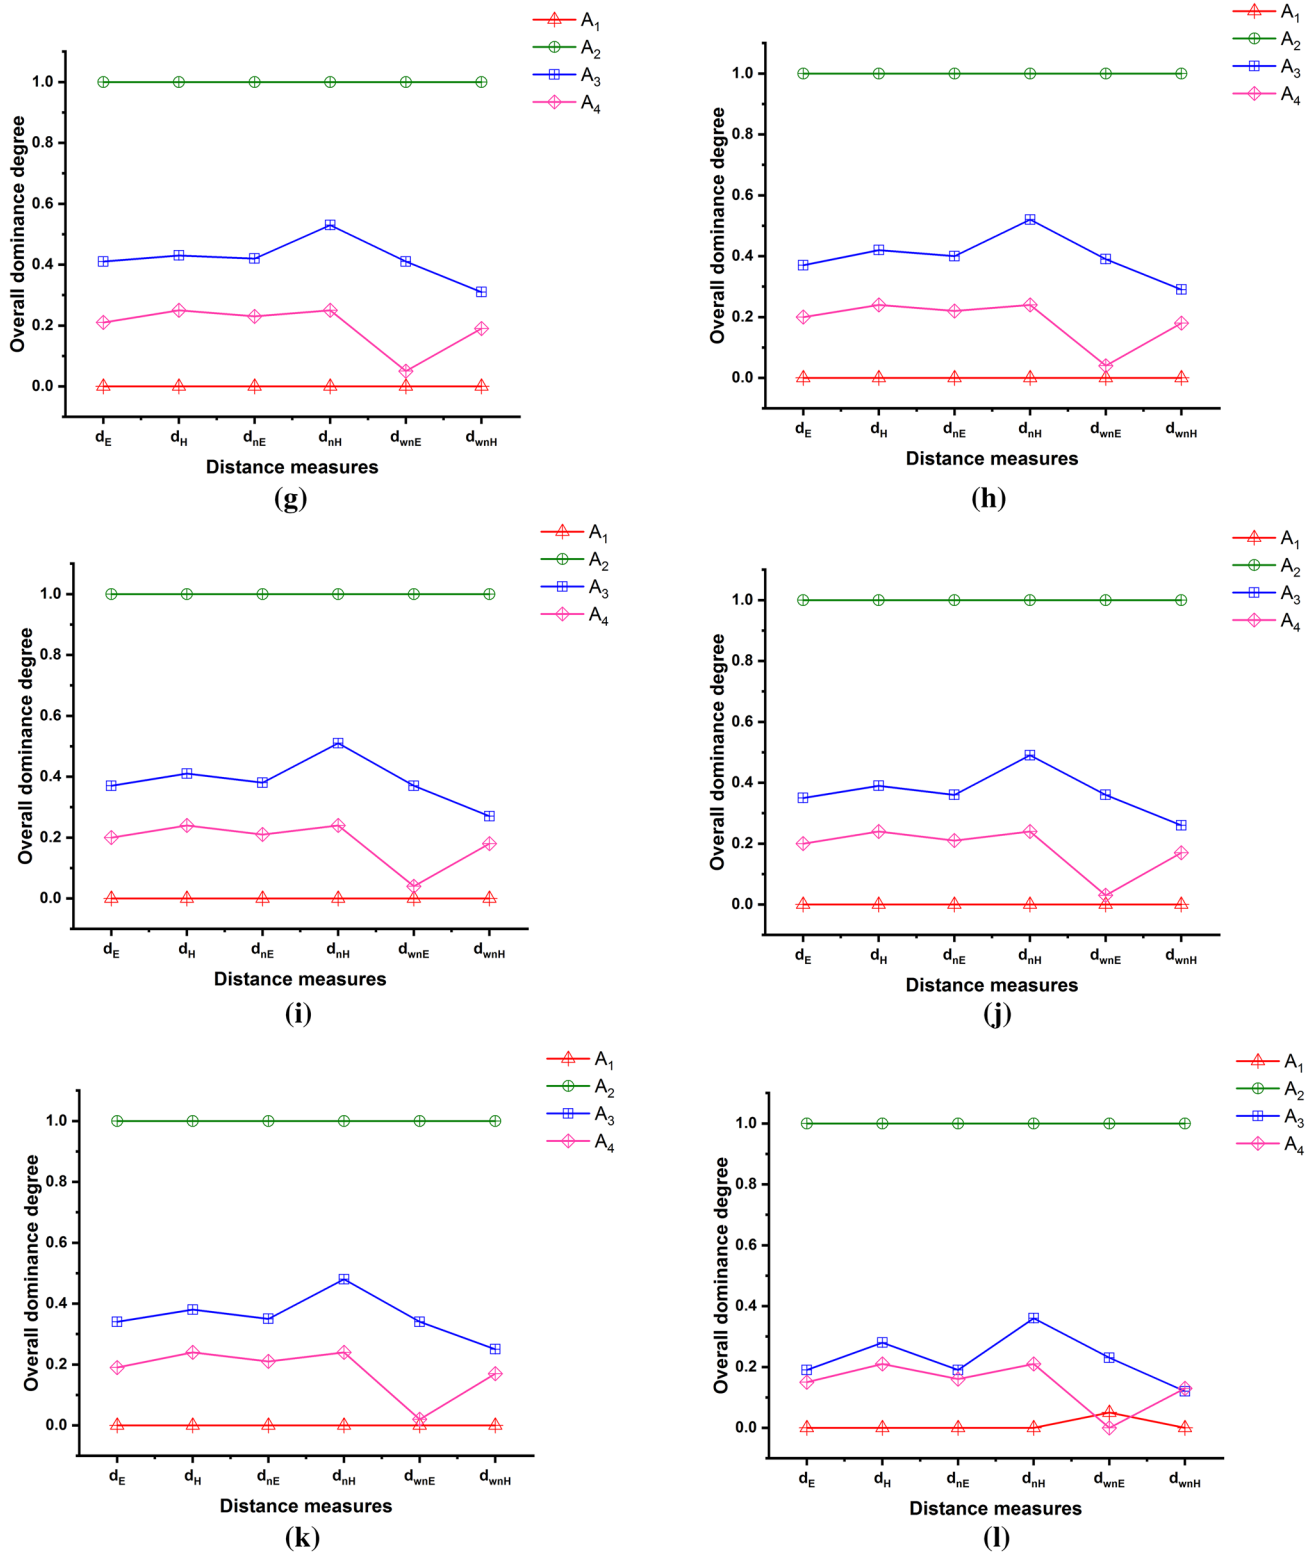 A1
A2
A3
A4
1.0
0.8
0.6
0.4
0.2
0.0
Overall dominance degree
dE dH dnE dnH dwnE dwnH
Distance measures
(g)
A1
A2
A3
A4
1.0
0.8
0.6
0.4
0.2
0.0
Overall dominance degree
dE dH dnE dnH dwnE dwnH
Distance measures
(h)
A1
A2
A3
A4
1.0
0.8
0.6
0.4
0.2
0.0
Overall dominance degree
dE dH dnE dnH dwnE dwnH
Distance measures
(i)
A1
A2
A3
A4
1.0
0.8
0.6
0.4
0.2
0.0
Overall dominance degree
dE dH dnE dnH dwnE dwnH
Distance measures
(j)
A1
A2
A3
A4
1.0
0.8
0.6
0.4
0.2
0.0
Overall dominance degree
dE dH dnE dnH dwnE dwnH
Distance measures
(k)
A1
A2
A3
A4
1.0
0.8
0.6
0.4
0.2
0.0
Overall dominance degree
dE dH dnE dnH dwnE dwnH
Distance measures
(l)